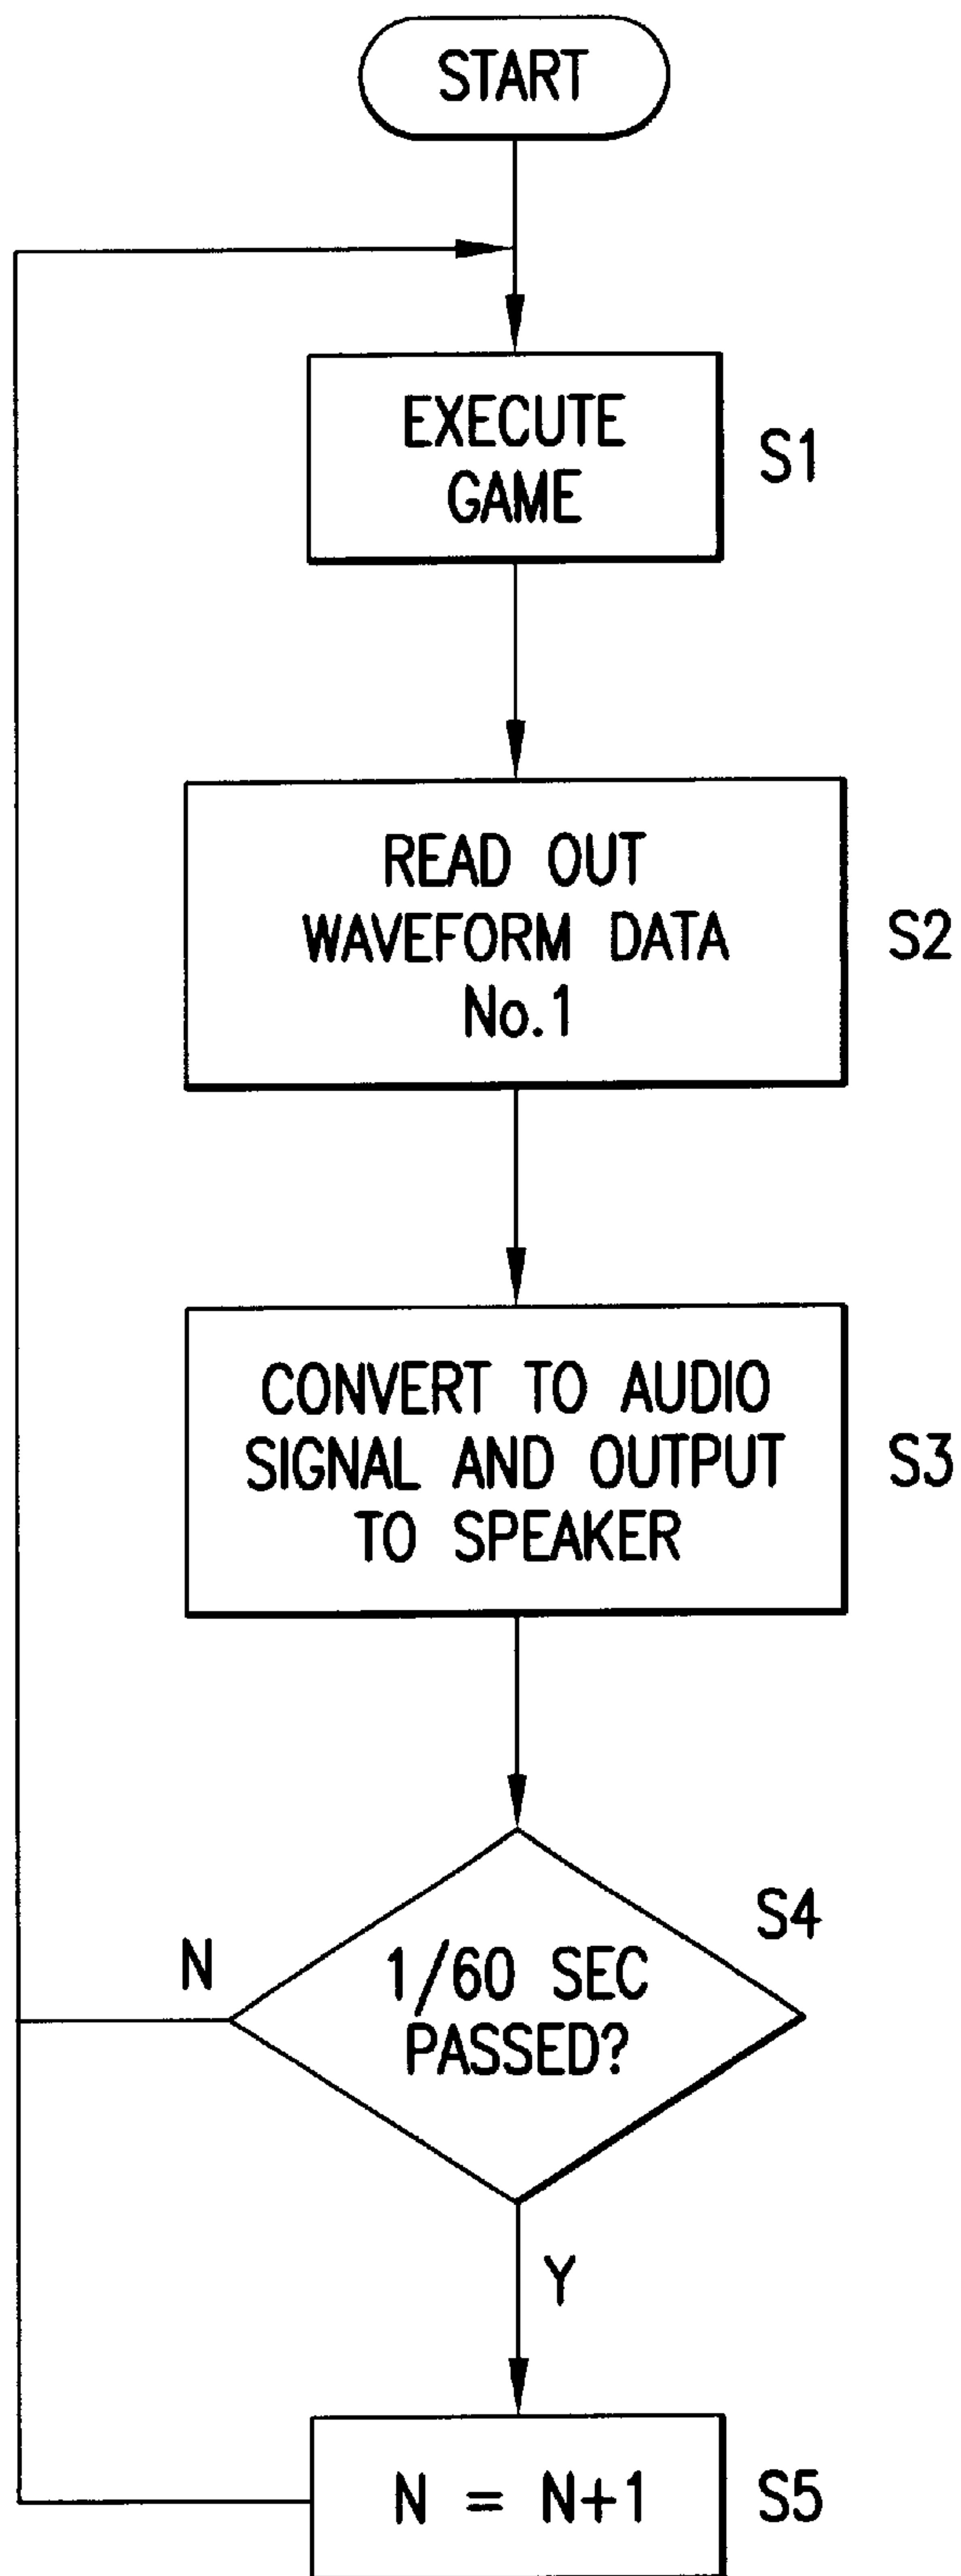 START
EXECUTE
GAME
S1
READ OUT
WAVEFORM DATA
No.1
S2
CONVERT TO AUDIO
SIGNAL AND OUTPUT
TO SPEAKER
S3
S4
N
1/60 SEC
PASSED?
Y
N = N+1
S5